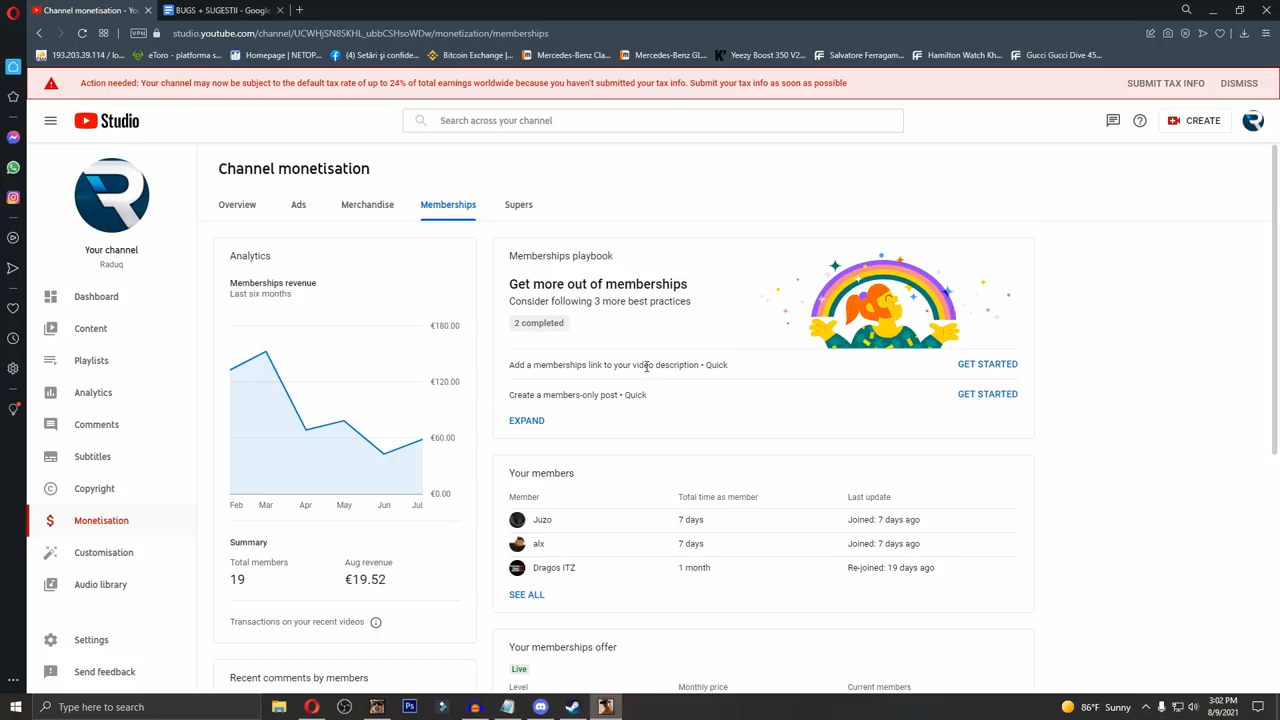 Channel monetisation - Yo
BUGS + SUGESTII - Google
VPN
studio.youtube.com/channel/UCWHjSN85KHL_ubbCSHsoWDw/monetization/memberships
193.203.39.114 / lo...
eToro - platforma s...
Homepage | NETOP...
(4) Setări și confide...
Bitcoin Exchange |...
Mercedes-Benz Cla...
Mercedes-Benz GL...
Yeezy Boost 350 V2...
Salvatore Ferragam...
Hamilton Watch Kh...
Gucci Gucci Dive 45...
Action needed: Your channel may now be subject to the default tax rate of up to 24% of total earnings worldwide because you haven't submitted your tax info. Submit your tax info as soon as possible
SUBMIT TAX INFO
DISMISS
Studio
Search across your channel
CREATE
Your channel
Raduq
Dashboard
Content
Playlists
Analytics
Comments
Subtitles
Copyright
Monetisation
Customisation
Audio library
Settings
Send feedback
Channel monetisation
Overview
Ads
Merchandise
Memberships
Supers
Analytics
Memberships revenue
Last six months
€180.00
€120.00
€60.00
€0.00
Feb Mar Apr May Jun Jul
Summary
Total members
Aug revenue
19
€19.52
Transactions on your recent videos
Recent comments by members
Memberships playbook
Get more out of memberships
Consider following 3 more best practices
2 completed
Add a memberships link to your video description • Quick
GET STARTED
Create a members-only post • Quick
GET STARTED
EXPAND
Your members
Member Total time as member Last update
Juzo 7 days Joined: 7 days ago
alx 7 days Joined: 7 days ago
Dragos ITZ 1 month Re-joined: 19 days ago
SEE ALL
Your memberships offer
Live
Level Monthly price Current members
Type here to search
86°F Sunny
3:02 PM
8/9/2021